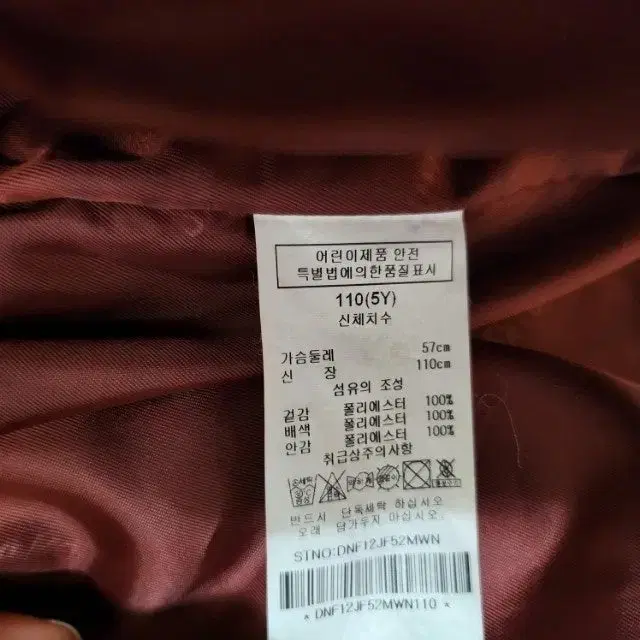 어린이제품 안전
특별법에의한품질표시
110(5Y)
신체치수
가슴둘레 57cm
신 장 110cm
섬유의 조성
겉감 폴리에스터 100%
배색 폴리에스터 100%
안감 폴리에스터 100%
취급상주의사항
손세탁
반드시 단독세탁 하십시오
오래 담가두지 마십시오.
STNO:DNF12JF52MWN
* DNF12JF52MWN110 *